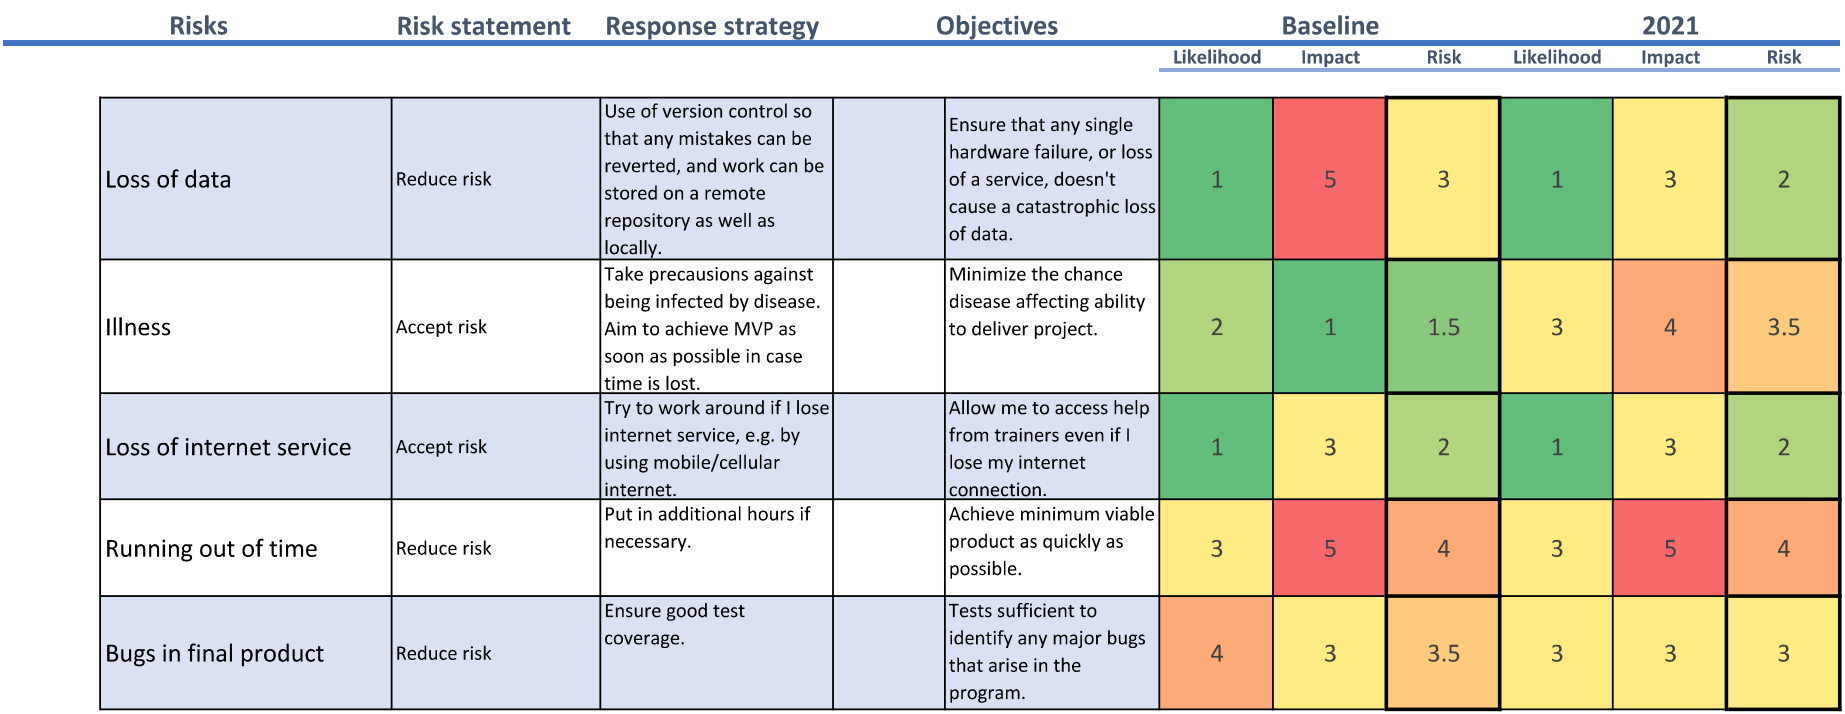 Risks Risk statement Response strategy Objectives Baseline 2021
Likelihood Impact Risk Likelihood Impact Risk
Loss of data
Reduce risk
Use of version control so
that any mistakes can be
reverted, and work can be
stored on a remote
repository as well as
locally.
Ensure that any single
hardware failure, or loss
of a service, doesn't
cause a catastrophic loss
of data.
1 5 3 1 3 2
Illness
Accept risk
Take precausions against
being infected by disease.
Aim to achieve MVP as
soon as possible in case
time is lost.
Minimize the chance
disease affecting ability
to deliver project.
2 1 1.5 3 4 3.5
Loss of internet service
Accept risk
Try to work around if I lose
internet service, e.g. by
using mobile/cellular
internet.
Allow me to access help
from trainers even if I
lose my internet
connection.
1 3 2 1 3 2
Running out of time
Reduce risk
Put in additional hours if
necessary.
Achieve minimum viable
product as quickly as
possible.
3 5 4 3 5 4
Bugs in final product
Reduce risk
Ensure good test
coverage.
Tests sufficient to
identify any major bugs
that arise in the
program.
4 3 3.5 3 3 3